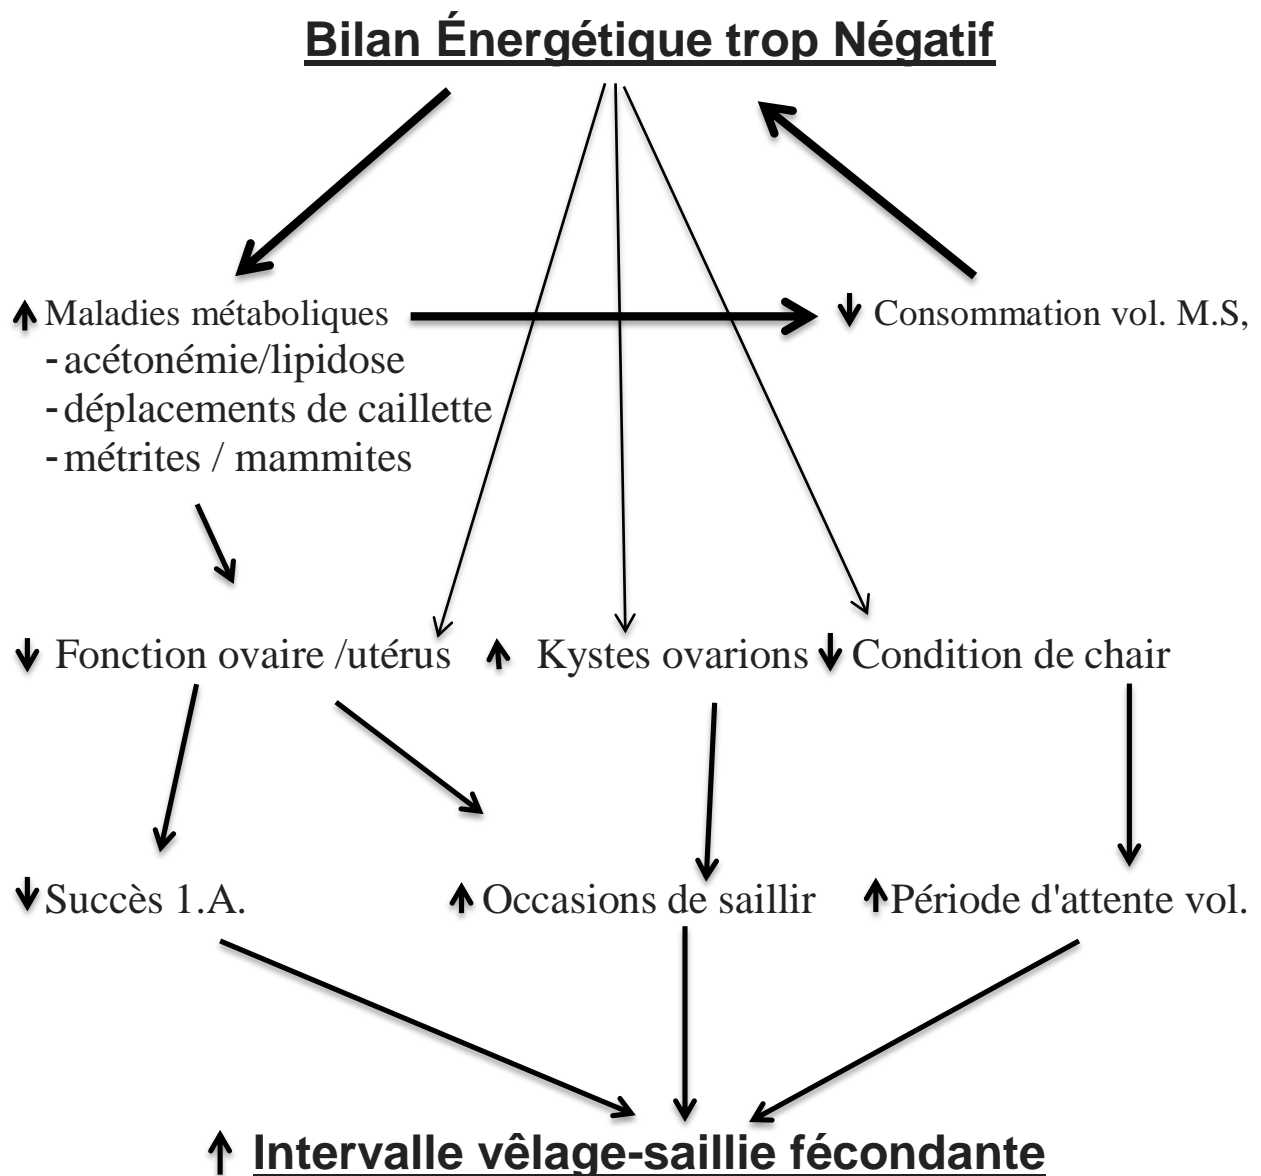 Bilan Énergétique trop Négatif
Maladies métaboliques
Consommation vol. M.S,
-acétonémie/lipidose
-déplacements de caillette
-métrites / mammites
Fonction ovaire /utérus
Kystes ovarions
Condition de chair
Succès 1.A.
Occasions de saillir
Période d'attente vol.
Intervalle vêlage-saillie fécondante